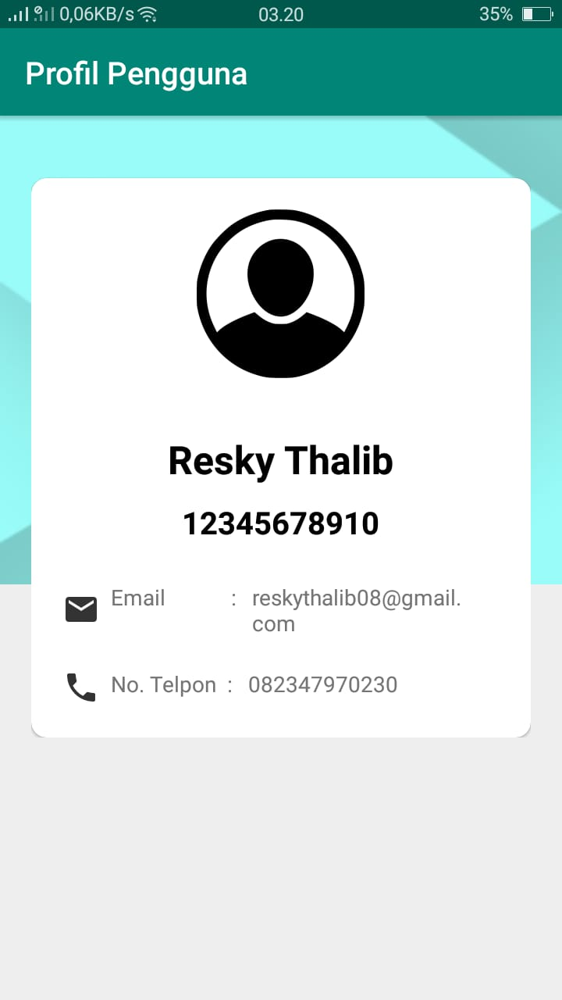 0,06KB/s 03.20 35%
Profil Pengguna
Resky Thalib
12345678910
Email : reskythalib08@gmail.
com
No. Telpon : 082347970230